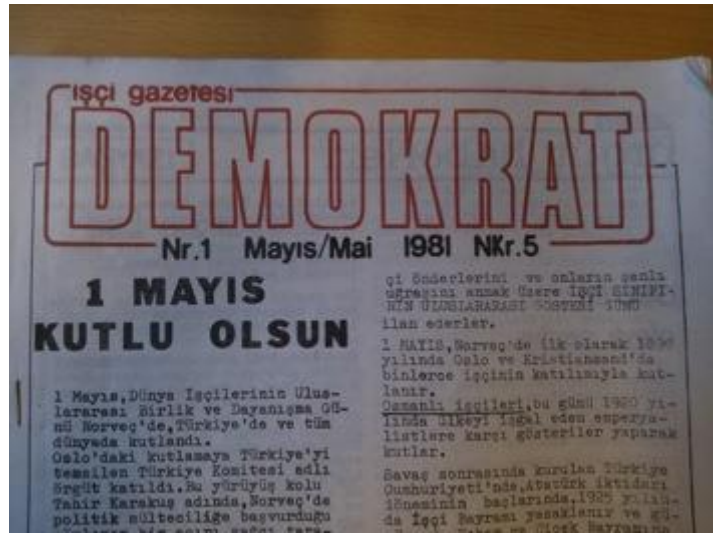 işçi gazetesi
DEMOKRAT
Nr.1 Mayıs/Mai 1981 NKr.5
1 MAYIS
KUTLU OLSUN
1 Mayıs,Dünya İşçilerinin Ulus-
lararası Birlik ve Dayanışma Gü-
nü Norveç'de,Türkiye'de ve tüm
dünyada kutlandı.
Oslo'daki kutlamaya Türkiye'yi
temsilen Türkiye Komitesi adlı
örgüt katıldı.Bu yürüyüş kolu
Tahir Karakuş adında,Norveç'de
politik mülteciliğe başvurduğu
çi önderlerini ve onların şanlı
uğraşını anmak üzere İŞÇİ SINIFI-
NIN ULUSLARARASI GÖSTERİ GÜNÜ
ilan ederler.
1 MAYIS,Norveç'de ilk olarak
yılında Oslo ve Kristiansand'da
binlerce işçinin katılımıyla kut-
lanır.
Osmanlı işçileri,bu günü 1920 yı-
lında ülkeyi işgal eden emperya-
listlere karşı gösteriler yaparak
kutlar.
Savaş sonrasında kurulan Türkiye
Cumhuriyeti'nde,Atatürk iktidarı
döneminin başlarında,1925 yılın-
da İşçi Bayramı yasaklanır ve